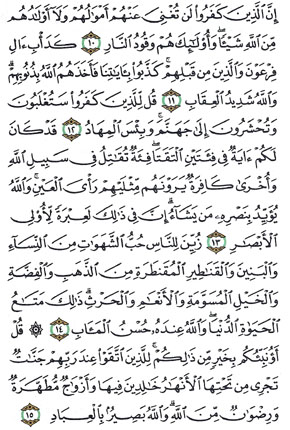 إِنَّ ٱلَّذِينَ كَفَرُوا۟ لَن تُغْنِىَ عَنْهُمْ أَمْوَٰلُهُمْ وَلَآ أَوْلَـٰدُهُم
مِّنَ ٱللَّهِ شَيْـًٔا ۖ وَأُو۟لَـٰٓئِكَ هُمْ وَقُودُ ٱلنَّارِ ١٠ كَدَأْبِ ءَالِ
فِرْعَوْنَ وَٱلَّذِينَ مِن قَبْلِهِمْ ۚ كَذَّبُوا۟ بِـَٔايَـٰتِنَا فَأَخَذَهُمُ ٱللَّهُ بِذُنُوبِهِمْ ۗ
وَٱللَّهُ شَدِيدُ ٱلْعِقَابِ ١١ قُل لِّلَّذِينَ كَفَرُوا۟ سَتُغْلَبُونَ
وَتُحْشَرُونَ إِلَىٰ جَهَنَّمَ ۚ وَبِئْسَ ٱلْمِهَادُ ١٢ قَدْ كَانَ
لَكُمْ ءَايَةٌ فِى فِئَتَيْنِ ٱلْتَقَتَا ۖ فِئَةٌ تُقَـٰتِلُ فِى سَبِيلِ ٱللَّهِ
وَأُخْرَىٰ كَافِرَةٌ يَرَوْنَهُم مِّثْلَيْهِمْ رَأْىَ ٱلْعَيْنِ ۚ وَٱللَّهُ
يُؤَيِّدُ بِنَصْرِهِۦ مَن يَشَآءُ ۗ إِنَّ فِى ذَٰلِكَ لَعِبْرَةً لِّأُو۟لِى
ٱلْأَبْصَـٰرِ ١٣ زُيِّنَ لِلنَّاسِ حُبُّ ٱلشَّهَوَٰتِ مِنَ ٱلنِّسَآءِ
وَٱلْبَنِينَ وَٱلْقَنَـٰطِيرِ ٱلْمُقَنطَرَةِ مِنَ ٱلذَّهَبِ وَٱلْفِضَّةِ
وَٱلْخَيْلِ ٱلْمُسَوَّمَةِ وَٱلْأَنْعَـٰمِ وَٱلْحَرْثِ ۗ ذَٰلِكَ مَتَـٰعُ
ٱلْحَيَوٰةِ ٱلدُّنْيَا ۖ وَٱللَّهُ عِندَهُۥ حُسْنُ ٱلْمَـَٔابِ ١٤ ۞ قُلْ
أَؤُنَبِّئُكُم بِخَيْرٍ مِّن ذَٰلِكُمْ ۚ لِلَّذِينَ ٱتَّقَوْا۟ عِندَ رَبِّهِمْ جَنَّـٰتٌ
تَجْرِى مِن تَحْتِهَا ٱلْأَنْهَـٰرُ خَـٰلِدِينَ فِيهَا وَأَزْوَٰجٌ مُّطَهَّرَةٌ
وَرِضْوَٰنٌ مِّنَ ٱللَّهِ ۗ وَٱللَّهُ بَصِيرٌۢ بِٱلْعِبَادِ ١٥